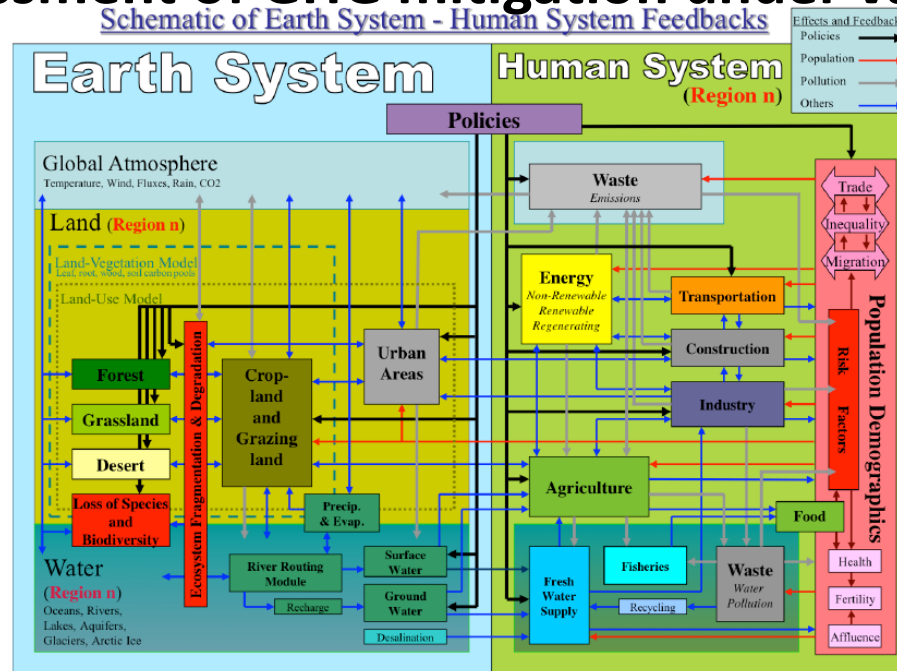 Schematic of Earth System - Human System Feedbacks
Effects and Feedback
Policies
Population
Pollution
Others
Earth System
Human System
(Region n)
Policies
Global Atmosphere
Temperature, Wind, Fluxes, Rain, CO2
Land (Region n)
Land-Vegetation Model
Leaf, root, wood, soil carbon pools
Land-Use Model
Forest
Grassland
Desert
Loss of Species
and
Biodiversity
Ecosystem Fragmentation & Degradation
Crop-
land
and
Grazing
land
Urban
Areas
Precip.
& Evap.
Water
(Region n)
Oceans, Rivers,
Lakes, Aquifers,
Glaciers, Arctic Ice
River Routing
Module
Recharge
Surface
Water
Ground
Water
Desalination
Waste
Emissions
Energy
Non-Renewable
Renewable
Regenerating
Transportation
Construction
Industry
Agriculture
Food
Fresh
Water
Supply
Fisheries
Recycling
Waste
Water
Pollution
Trade
Inequality
Migration
Risk
Factors
Population Demographics
Health
Fertility
Affluence